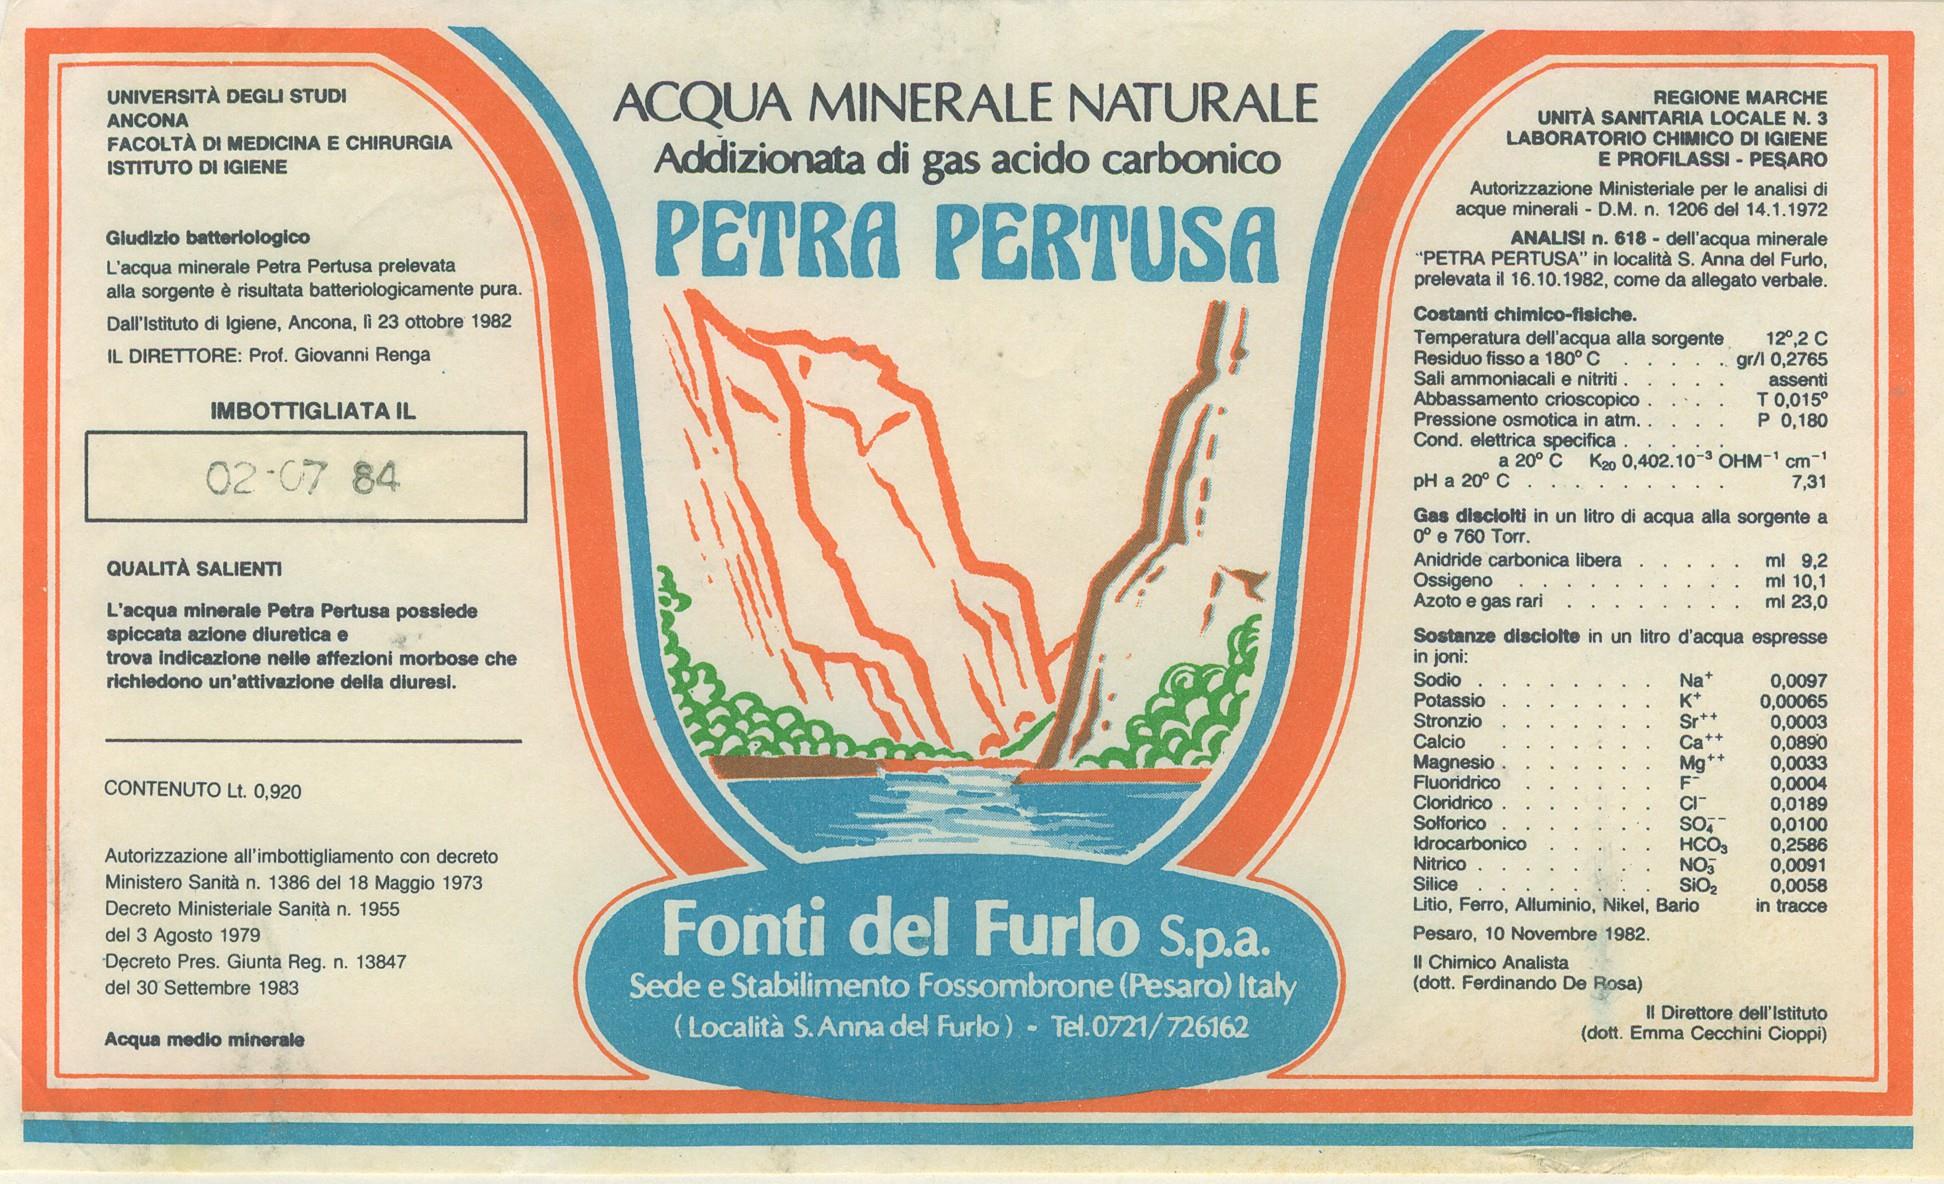 UNIVERSITÀ DEGLI STUDI
ANCONA
FACOLTÀ DI MEDICINA E CHIRURGIA
ISTITUTO DI IGIENE
Giudizio batteriologico
L'acqua minerale Petra Pertusa prelevata
alla sorgente è risultata batteriologicamente pura.
Dall'Istituto di Igiene, Ancona, lì 23 ottobre 1982
IL DIRETTORE: Prof. Giovanni Renga
IMBOTTIGLIATA IL
02-07 84
QUALITÀ SALIENTI
L'acqua minerale Petra Pertusa possiede
spiccata azione diuretica e
trova indicazione nelle affezioni morbose che
richiedono un'attivazione della diuresi.
CONTENUTO Lt. 0,920
Autorizzazione all'imbottigliamento con decreto
Ministero Sanità n. 1386 del 18 Maggio 1973
Decreto Ministeriale Sanità n. 1955
del 3 Agosto 1979
Decreto Pres. Giunta Reg. n. 13847
del 30 Settembre 1983
Acqua medio minerale
ACQUA MINERALE NATURALE
Addizionata di gas acido carbonico
PETRA PERTUSA
Fonti del Furlo S.p.a.
Sede e Stabilimento Fossombrone (Pesaro) Italy
(Località S. Anna del Furlo) - Tel. 0721/726162
REGIONE MARCHE
UNITÀ SANITARIA LOCALE N. 3
LABORATORIO CHIMICO DI IGIENE
E PROFILASSI - PESARO
Autorizzazione Ministeriale per le analisi di
acque minerali - D.M. n. 1206 del 14.1.1972
ANALISI n. 618 - dell'acqua minerale
"PETRA PERTUSA" in località S. Anna del Furlo,
prelevata il 16.10.1982, come da allegato verbale.
Costanti chimico-fisiche.
Temperatura dell'acqua alla sorgente 12°,2 C
Residuo fisso a 180° C . . . . . gr/l 0,2765
Sali ammoniacali e nitriti . . . . . assenti
Abbassamento crioscopico . . . . T 0,015°
Pressione osmotica in atm. . . . . P 0,180
Cond. elettrica specifica . . . . .
a 20° C K₂₀ 0,402.10⁻³ OHM⁻¹ cm⁻¹
pH a 20° C . . . . . . . . . 7,31
Gas disciolti in un litro di acqua alla sorgente a
0° e 760 Torr.
Anidride carbonica libera . . . . . ml 9,2
Ossigeno . . . . . . . . . ml 10,1
Azoto e gas rari . . . . . . . ml 23,0
Sostanze disciolte in un litro d'acqua espresse
in joni:
Sodio . . . . . . . . Na⁺ 0,0097
Potassio . . . . . . . K⁺ 0,00065
Stronzio . . . . . . . Sr⁺⁺ 0,0003
Calcio . . . . . . . . Ca⁺⁺ 0,0890
Magnesio . . . . . . . Mg⁺⁺ 0,0033
Fluoridrico . . . . . . . F⁻ 0,0004
Cloridrico . . . . . . . Cl⁻ 0,0189
Solforico . . . . . . . SO₄⁻⁻ 0,0100
Idrocarbonico . . . . . HCO₃ 0,2586
Nitrico . . . . . . . . NO₃⁻ 0,0091
Silice . . . . . . . . SiO₂ 0,0058
Litio, Ferro, Alluminio, Nikel, Bario in tracce
Pesaro, 10 Novembre 1982.
Il Chimico Analista
(dott. Ferdinando De Rosa)
Il Direttore dell'Istituto
(dott. Emma Cecchini Cioppi)